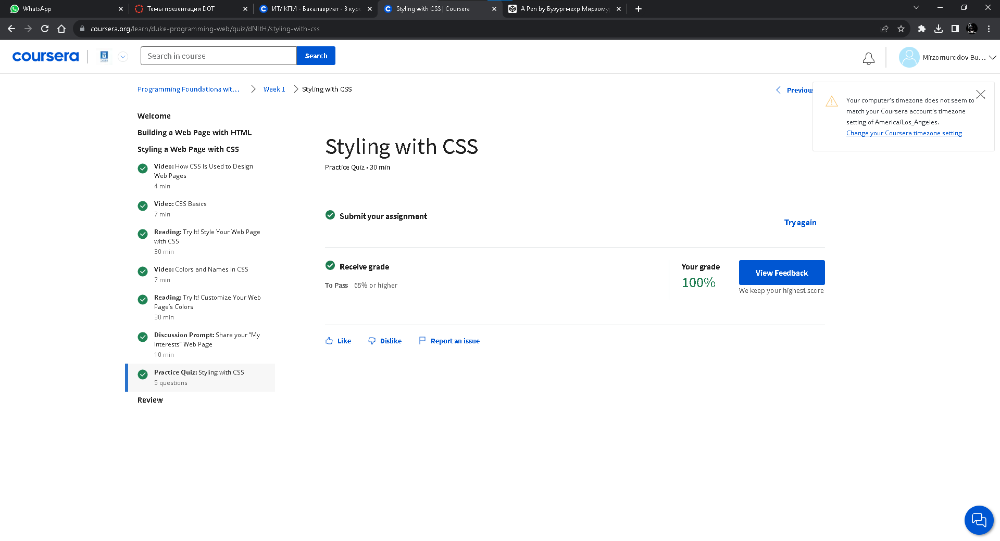 WhatsApp
Темы презентации DOT
ИТ/ КПИ - Бакалавриат - 3 кур
Styling with CSS | Coursera
A Pen by Бузургмехр Мирзому
coursera.org/learn/duke-programming-web/quiz/dNItH/styling-with-css
coursera
Search in course
Search
Mirzomurodov Bu...
Programming Foundations wit...
Week 1
Styling with CSS
Previous
Your computer's timezone does not seem to
match your Coursera account's timezone
setting of America/Los_Angeles.
Change your Coursera timezone setting
Welcome
Building a Web Page with HTML
Styling a Web Page with CSS
Video: How CSS Is Used to Design
Web Pages
4 min
Video: CSS Basics
7 min
Reading: Try It! Style Your Web Page
with CSS
30 min
Video: Colors and Names in CSS
7 min
Reading: Try It! Customize Your Web
Page's Colors
30 min
Discussion Prompt: Share your "My
Interests" Web Page
10 min
Practice Quiz: Styling with CSS
5 questions
Review
Styling with CSS
Practice Quiz • 30 min
Submit your assignment
Try again
Receive grade
To Pass 65% or higher
Your grade
100%
View Feedback
We keep your highest score
Like
Dislike
Report an issue